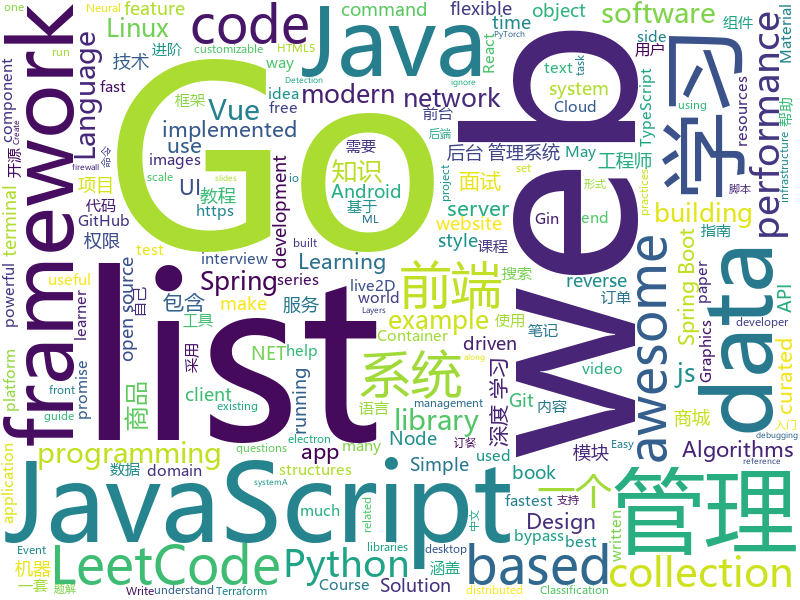 Go
list
Web
JavaScript
Java
data
framework
学习
管理
系统
前端
code
based
LeetCode
awesome
Python
collection
performance
programming
library
software
network
modern
Language
Spring
building
example
Vue
Linux
implemented
UI
use
知识
Android
教程
https
项目
GitHub
权限
代码
开源
进阶
技术
feature
command
flexible
time
object
React
text
way
idea
free
images
fast
component
customizable
HTML5
Neural
one
run
PyTorch
task
Detection
ignore
side
page
用户
组件
Material
帮助
TypeScript
resources
Cloud
system
前台
后端
需要
后台
管理系统
May
工程师
Gin
end
io
ML
scale
set
形式
practices
infrastructure
脚本
using
project
slides
Create
firewall
命令
框架
terminal
powerful
test
useful
learner
自己
包含
make
series
interview
world
live2D
服务
Learning
development
server
website
style
面试
课程
指南
reverse
搜索
订单
paper
Spring Boot
API
developer
入门
curated
Graphics
笔记
使用
工具
NET
help
driven
Container
client
running
open source
商品
采用
promise
front
guide
platform
application
数据
机器
一套
题解
domain
structures
many
much
Course
understand
Write
Terraform
systemA
related
distributed
libraries
desktop
中文
Simple
Solution
questions
electron
built
existing
along
management
Layers
订餐
语言
app
深度 学习
Node
Git
js
video
内容
模块
一个
商城
Algorithms
used
book
fastest
支持
Design
bypass
best
written
涵盖
Easy
Classification
Event
debugging
reference
基于